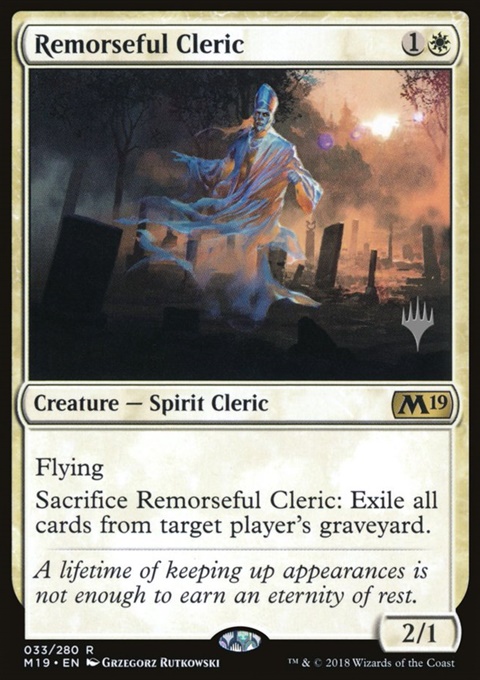 Remorseful Cleric 1
Creature — Spirit Cleric M19
Flying
Sacrifice Remorseful Cleric: Exile all
cards from target player's graveyard.
A lifetime of keeping up appearances is
not enough to earn an eternity of rest.
2/1
033/280 R
M19 • EN Grzegorz Rutkowski ™ & © 2018 Wizards of the Coast